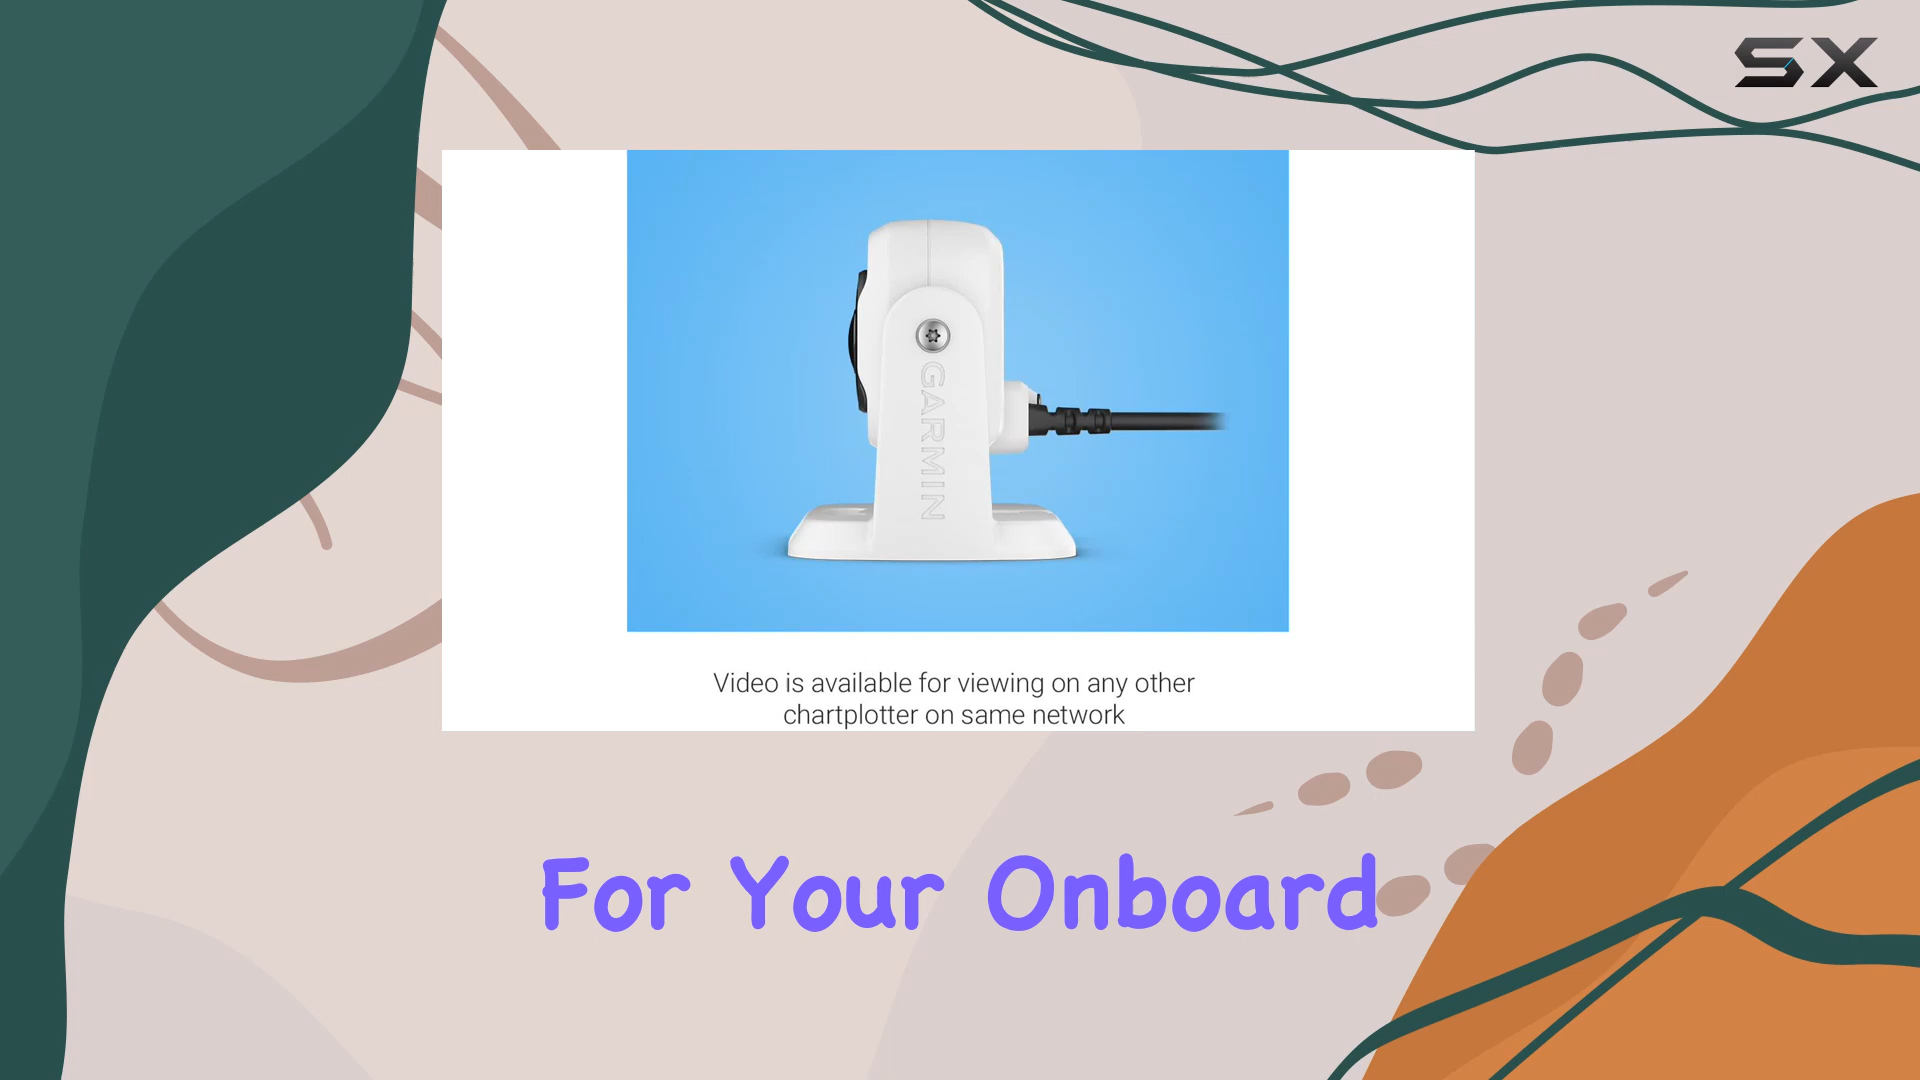 SX
GARMIN
Video is available for viewing on any other
chartplotter on same network
For Your Onboard